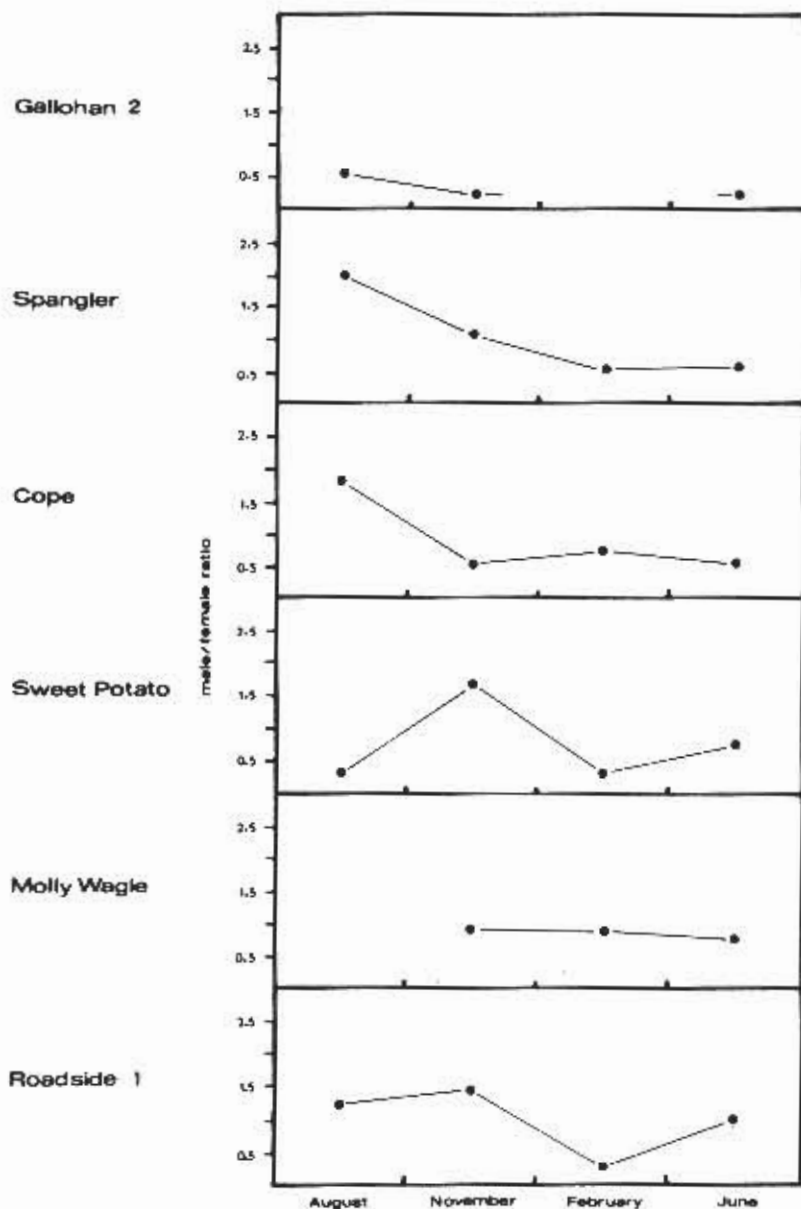 Gallohan 2
2.5
1.5
0.5
Spangler
2.5
1.5
0.5
Cope
2.5
1.5
0.5
male/female ratio
Sweet Potato
2.5
1.5
0.5
Molly Wagle
2.5
1.5
0.5
Roadside 1
2.5
1.5
0.5
August November February June